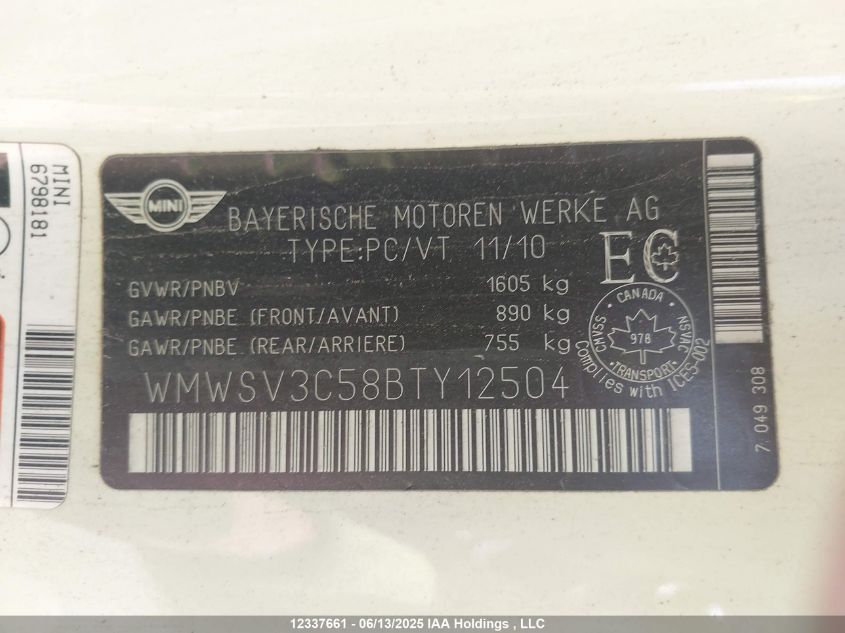 MINI
6798181
MINI
BAYERISCHE MOTOREN WERKE AG
TYPE:PC/VT 11/10
EC
GVWR/PNBV 1605 kg
GAWR/PNBE (FRONT/AVANT) 890 kg
GAWR/PNBE (REAR/ARRIERE) 755 kg
WMWSV3C58BTY12504
CANADA
CMVSS
NSVAC
978
TRANSPORT
Complies with ICES-002
7 049 308
12337661 - 06/13/2025 IAA Holdings , LLC